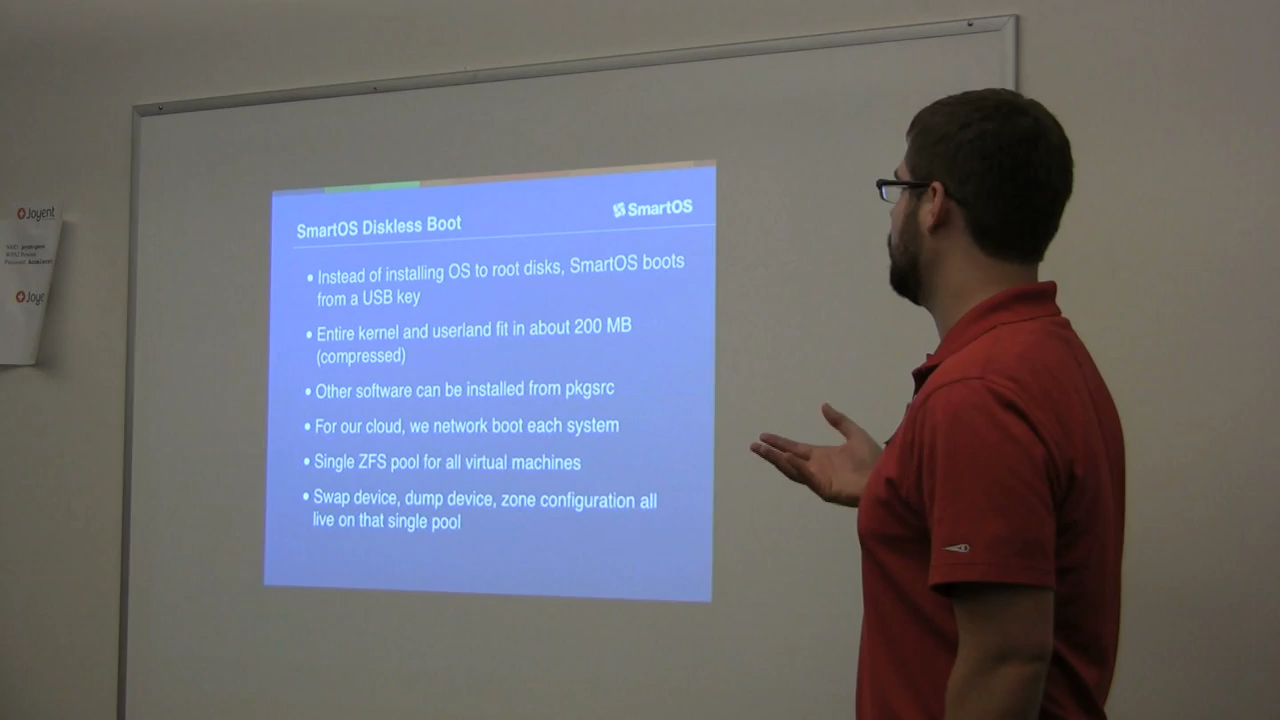 Joyent
SmartOS Diskless Boot
SmartOS
• Instead of installing OS to root disks, SmartOS boots
from a USB key
• Entire kernel and userland fit in about 200 MB
(compressed)
• Other software can be installed from pkgsrc
• For our cloud, we network boot each system
• Single ZFS pool for all virtual machines
• Swap device, dump device, zone configuration all
live on that single pool
Joye